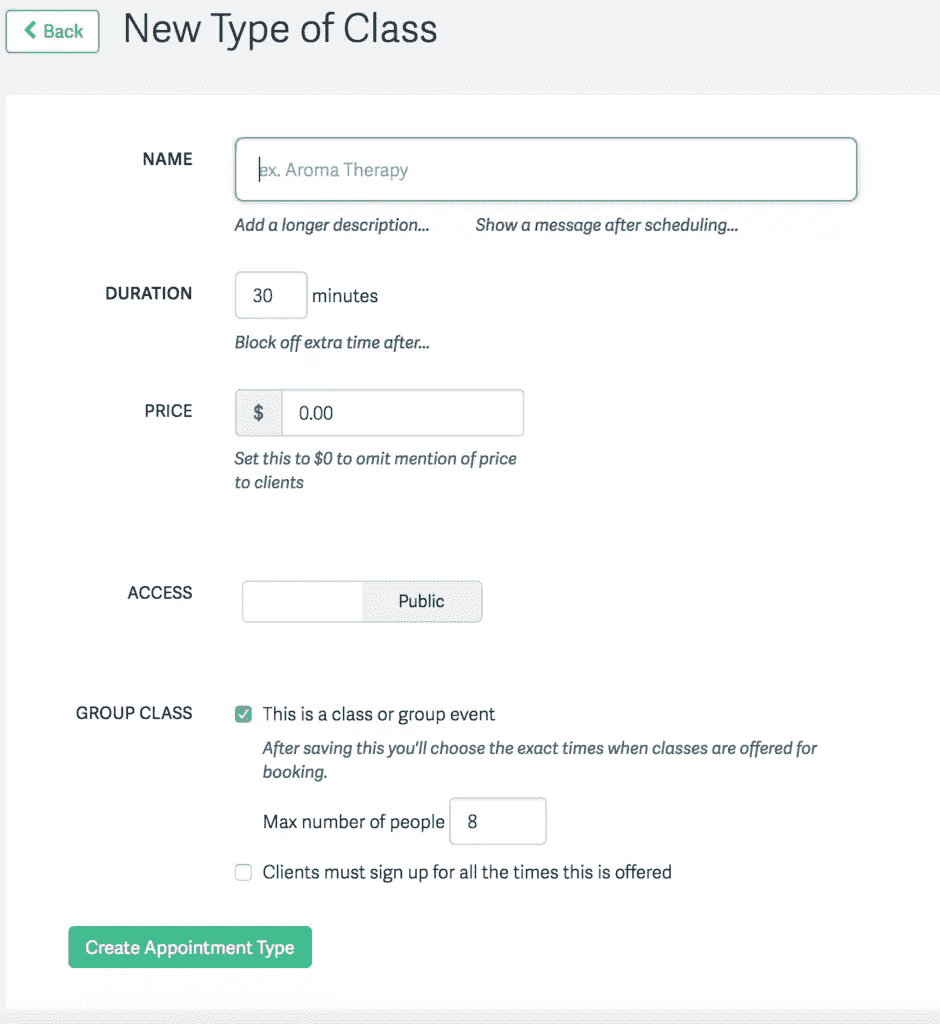 Back
New Type of Class
NAME
ex. Aroma Therapy
Add a longer description...
Show a message after scheduling...
DURATION
30 minutes
Block off extra time after...
PRICE
$ 0.00
Set this to $0 to omit mention of price
to clients
ACCESS
Public
GROUP CLASS
This is a class or group event
After saving this you'll choose the exact times when classes are offered for
booking.
Max number of people 8
Clients must sign up for all the times this is offered
Create Appointment Type